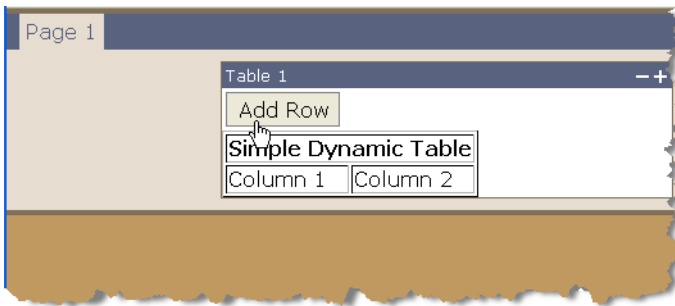 Page 1
Table 1
Add Row
Simple Dynamic Table
Column 1 Column 2